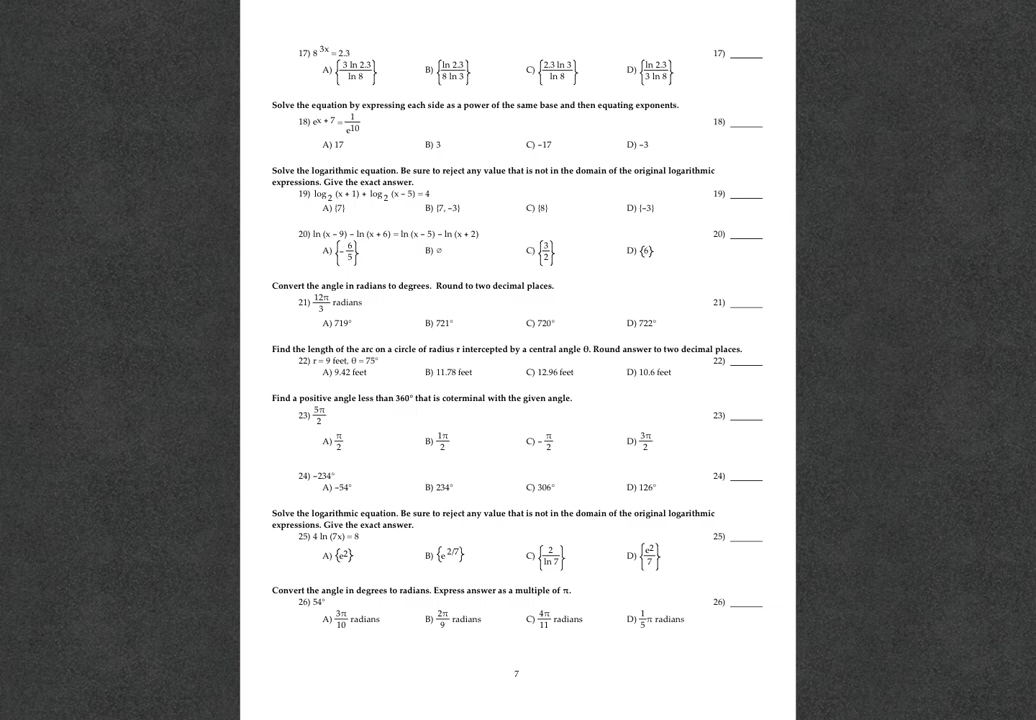 17) 8 3x = 2.3 17) ______
A) {3 ln 2.3 / ln 8} B) {ln 2.3 / 8 ln 3} C) {2.3 ln 3 / ln 8} D) {ln 2.3 / 3 ln 8}
Solve the equation by expressing each side as a power of the same base and then equating exponents.
18) ex + 7 = 1 / e10 18) ______
A) 17 B) 3 C) -17 D) -3
Solve the logarithmic equation. Be sure to reject any value that is not in the domain of the original logarithmic
expressions. Give the exact answer.
19) log 2 (x + 1) + log 2 (x - 5) = 4 19) ______
A) {7} B) {7, -3} C) {8} D) {-3}
20) ln (x - 9) - ln (x + 6) = ln (x - 5) - ln (x + 2) 20) ______
A) {- 6/5} B) ∅ C) {3/2} D) {6}
Convert the angle in radians to degrees. Round to two decimal places.
21) 12π/3 radians 21) ______
A) 719° B) 721° C) 720° D) 722°
Find the length of the arc on a circle of radius r intercepted by a central angle θ. Round answer to two decimal places.
22) r = 9 feet, θ = 75° 22) ______
A) 9.42 feet B) 11.78 feet C) 12.96 feet D) 10.6 feet
Find a positive angle less than 360° that is coterminal with the given angle.
23) 5π/2 23) ______
A) π/2 B) 1π/2 C) - π/2 D) 3π/2
24) -234° 24) ______
A) -54° B) 234° C) 306° D) 126°
Solve the logarithmic equation. Be sure to reject any value that is not in the domain of the original logarithmic
expressions. Give the exact answer.
25) 4 ln (7x) = 8 25) ______
A) {e2} B) {e 2/7} C) {2 / ln 7} D) {e2 / 7}
Convert the angle in degrees to radians. Express answer as a multiple of π.
26) 54° 26) ______
A) 3π/10 radians B) 2π/9 radians C) 4π/11 radians D) 1/5 π radians
7